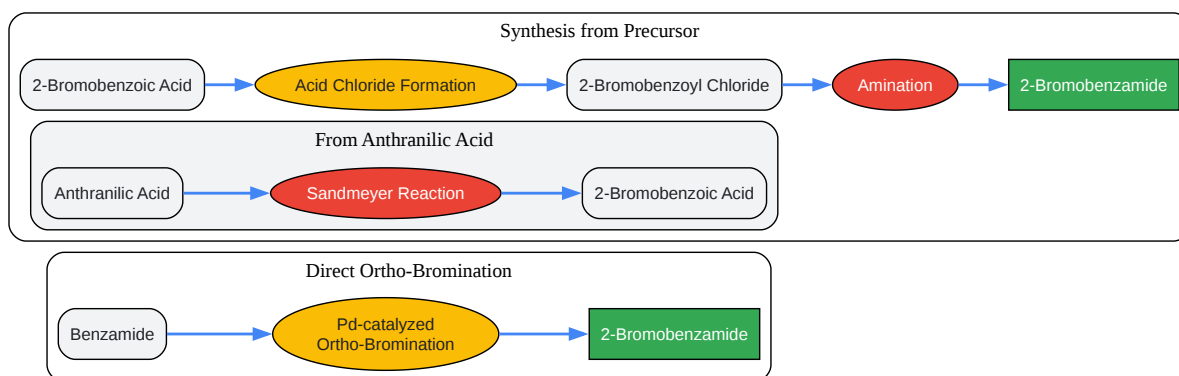 Synthesis from Precursor
2-Bromobenzoic Acid
Acid Chloride Formation
2-Bromobenzoyl Chloride
Amination
2-Bromobenzamide
From Anthranilic Acid
Anthranilic Acid
Sandmeyer Reaction
2-Bromobenzoic Acid
Direct Ortho-Bromination
Benzamide
Pd-catalyzed
Ortho-Bromination
2-Bromobenzamide